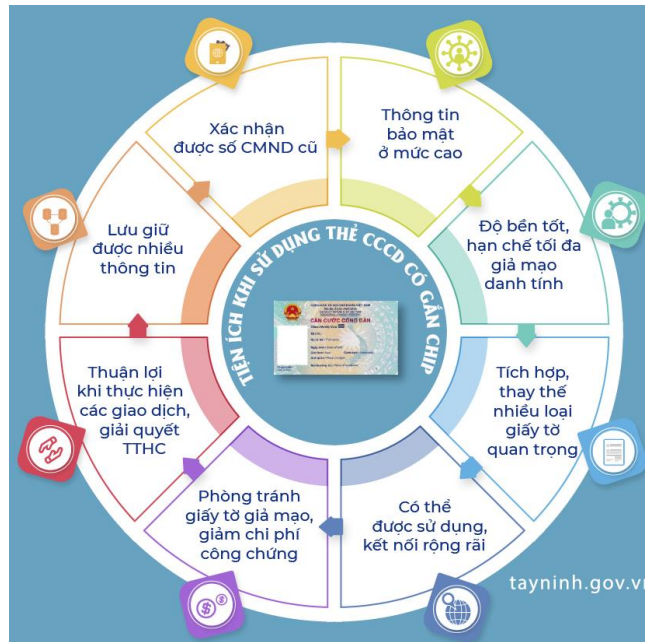 Xác nhận
được số CMND cũ
Thông tin
bảo mật
ở mức cao
Độ bền tốt,
hạn chế tối đa
giả mạo
danh tính
Tích hợp,
thay thế
nhiều loại
giấy tờ
quan trọng
Có thể
được sử dụng,
kết nối rộng rãi
Phòng tránh
giấy tờ giả mạo,
giảm chi phí
công chứng
Thuận lợi
khi thực hiện
các giao dịch,
giải quyết
TTHC
Lưu giữ
được nhiều
thông tin
TIỆN ÍCH KHI SỬ DỤNG THẺ CCCD CÓ GẮN CHIP
CĂN CƯỚC CÔNG DÂN
tayninh.gov.vn